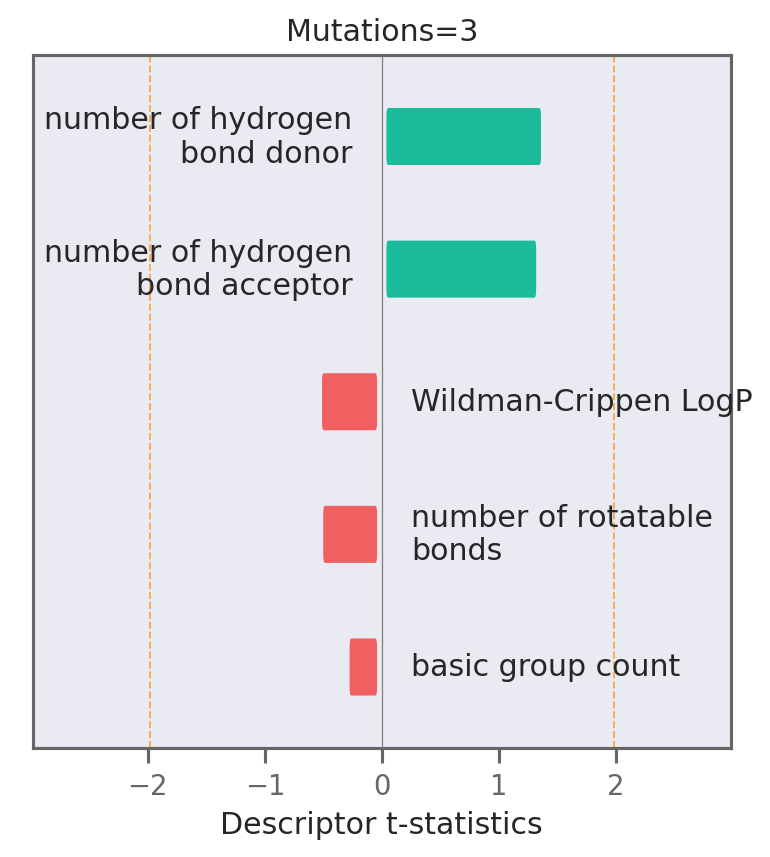 Mutations=3
number of hydrogen
bond donor
number of hydrogen
bond acceptor
Wildman-Crippen LogP
number of rotatable
bonds
basic group count
−2 −1 0 1 2
Descriptor t-statistics